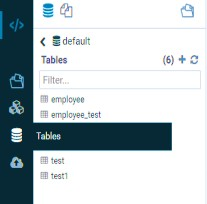 default
Tables (6)
Filter...
employee
employee_test
Tables
test
test1